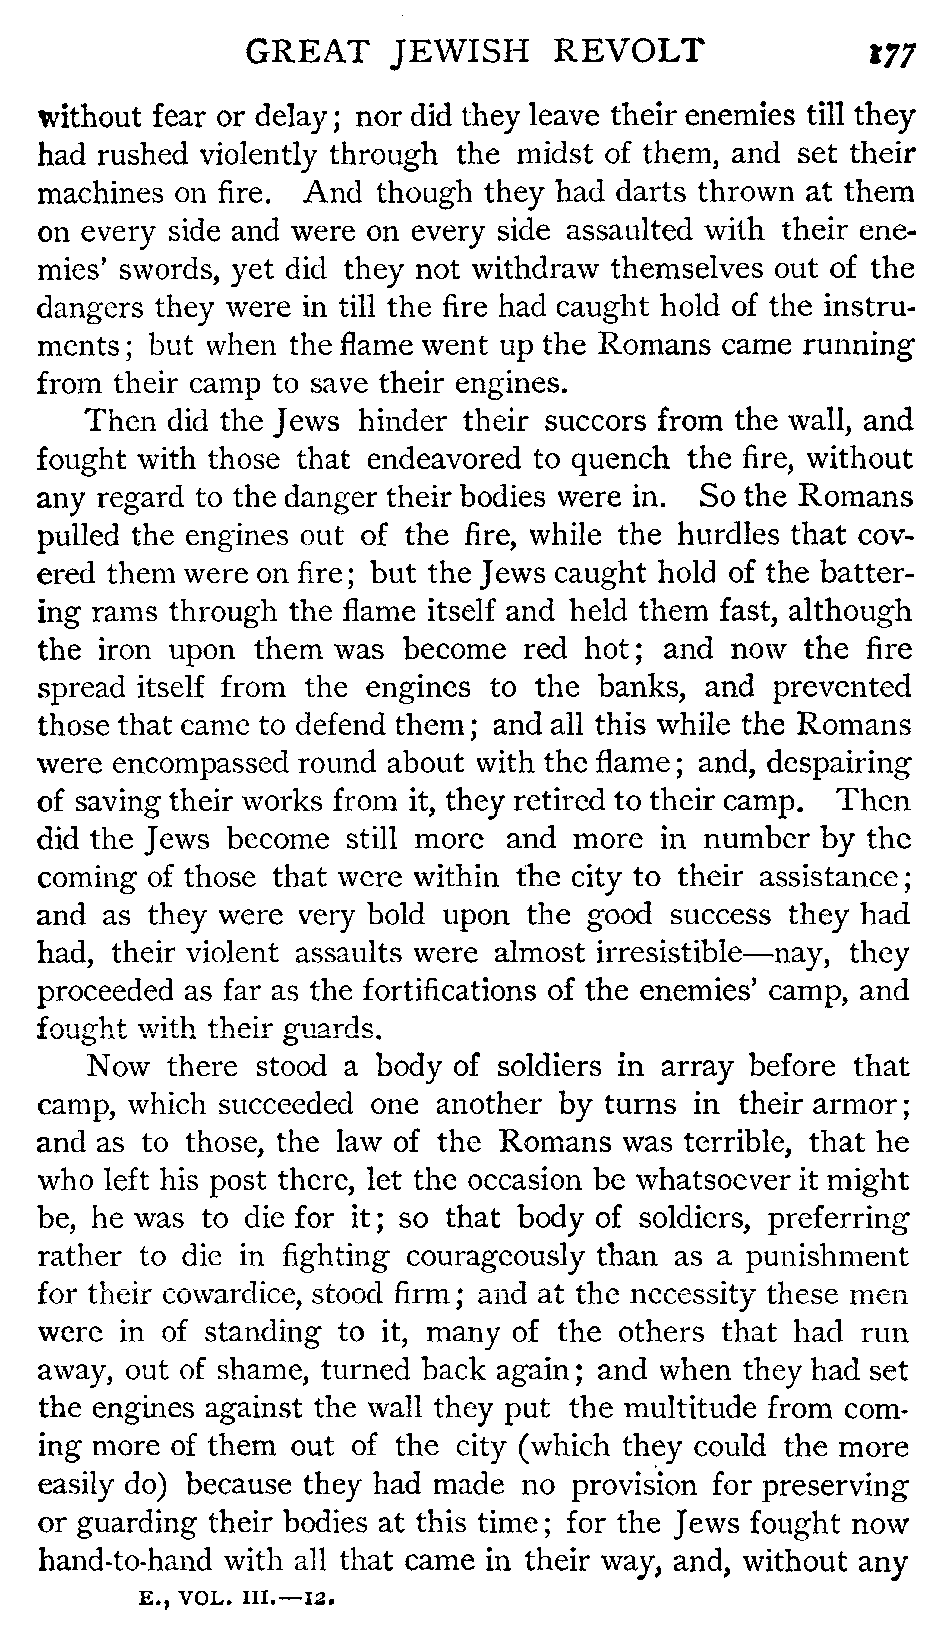 GREAT JEWISH REVOLT 177
without fear or delay; nor did they leave their enemies till they
had rushed violently through the midst of them, and set their
machines on fire. And though they had darts thrown at them
on every side and were on every side assaulted with their ene-
mies' swords, yet did they not withdraw themselves out of the
dangers they were in till the fire had caught hold of the instru-
ments; but when the flame went up the Romans came running
from their camp to save their engines.
Then did the Jews hinder their succors from the wall, and
fought with those that endeavored to quench the fire, without
any regard to the danger their bodies were in. So the Romans
pulled the engines out of the fire, while the hurdles that cov-
ered them were on fire; but the Jews caught hold of the batter-
ing rams through the flame itself and held them fast, although
the iron upon them was become red hot; and now the fire
spread itself from the engines to the banks, and prevented
those that came to defend them; and all this while the Romans
were encompassed round about with the flame; and, despairing
of saving their works from it, they retired to their camp. Then
did the Jews become still more and more in number by the
coming of those that were within the city to their assistance;
and as they were very bold upon the good success they had
had, their violent assaults were almost irresistible—nay, they
proceeded as far as the fortifications of the enemies' camp, and
fought with their guards.
Now there stood a body of soldiers in array before that
camp, which succeeded one another by turns in their armor;
and as to those, the law of the Romans was terrible, that he
who left his post there, let the occasion be whatsoever it might
be, he was to die for it; so that body of soldiers, preferring
rather to die in fighting courageously than as a punishment
for their cowardice, stood firm; and at the necessity these men
were in of standing to it, many of the others that had run
away, out of shame, turned back again; and when they had set
the engines against the wall they put the multitude from com-
ing more of them out of the city (which they could the more
easily do) because they had made no provision for preserving
or guarding their bodies at this time; for the Jews fought now
hand-to-hand with all that came in their way, and, without any
E., VOL. III.—12.